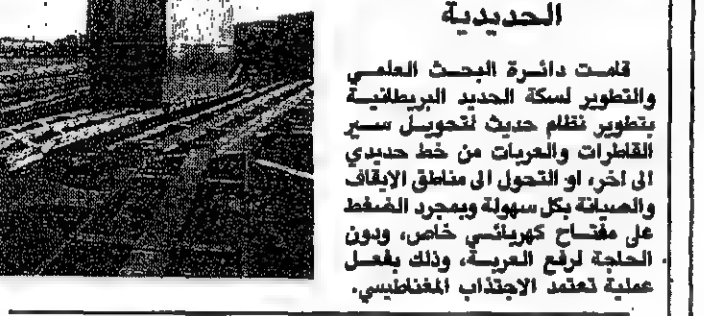 الحديدية
قامت دائرة البحث العلمي
والتطوير لسكة الحديد البريطانية
بتطوير نظام حديث لتحويل سير
القاطرات والعربات من خط حديدي
الى اخر، او التحول الى مناطق الايقاف
والصيانة بكل سهولة وبمجرد الضغط
على مفتاح كهربائي خاص، ودون
الحاجة لرفع العربة، وذلك بفعل
عملية تعتمد الاجتذاب المغناطيسي.